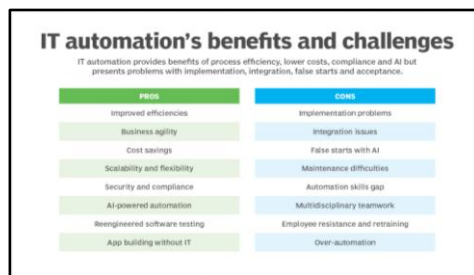 IT automation's benefits and challenges
IT automation provides benefits of process efficiency, lower costs, compliance and AI but
presents problems with implementation, integration, false starts and acceptance.
PROS CONS
Improved efficiencies Implementation problems
Business agility Integration issues
Cost savings False starts with AI
Scalability and flexibility Maintenance difficulties
Security and compliance Automation skills gap
AI-powered automation Multidisciplinary teamwork
Reengineered software testing Employee resistance and retraining
App building without IT Over-automation